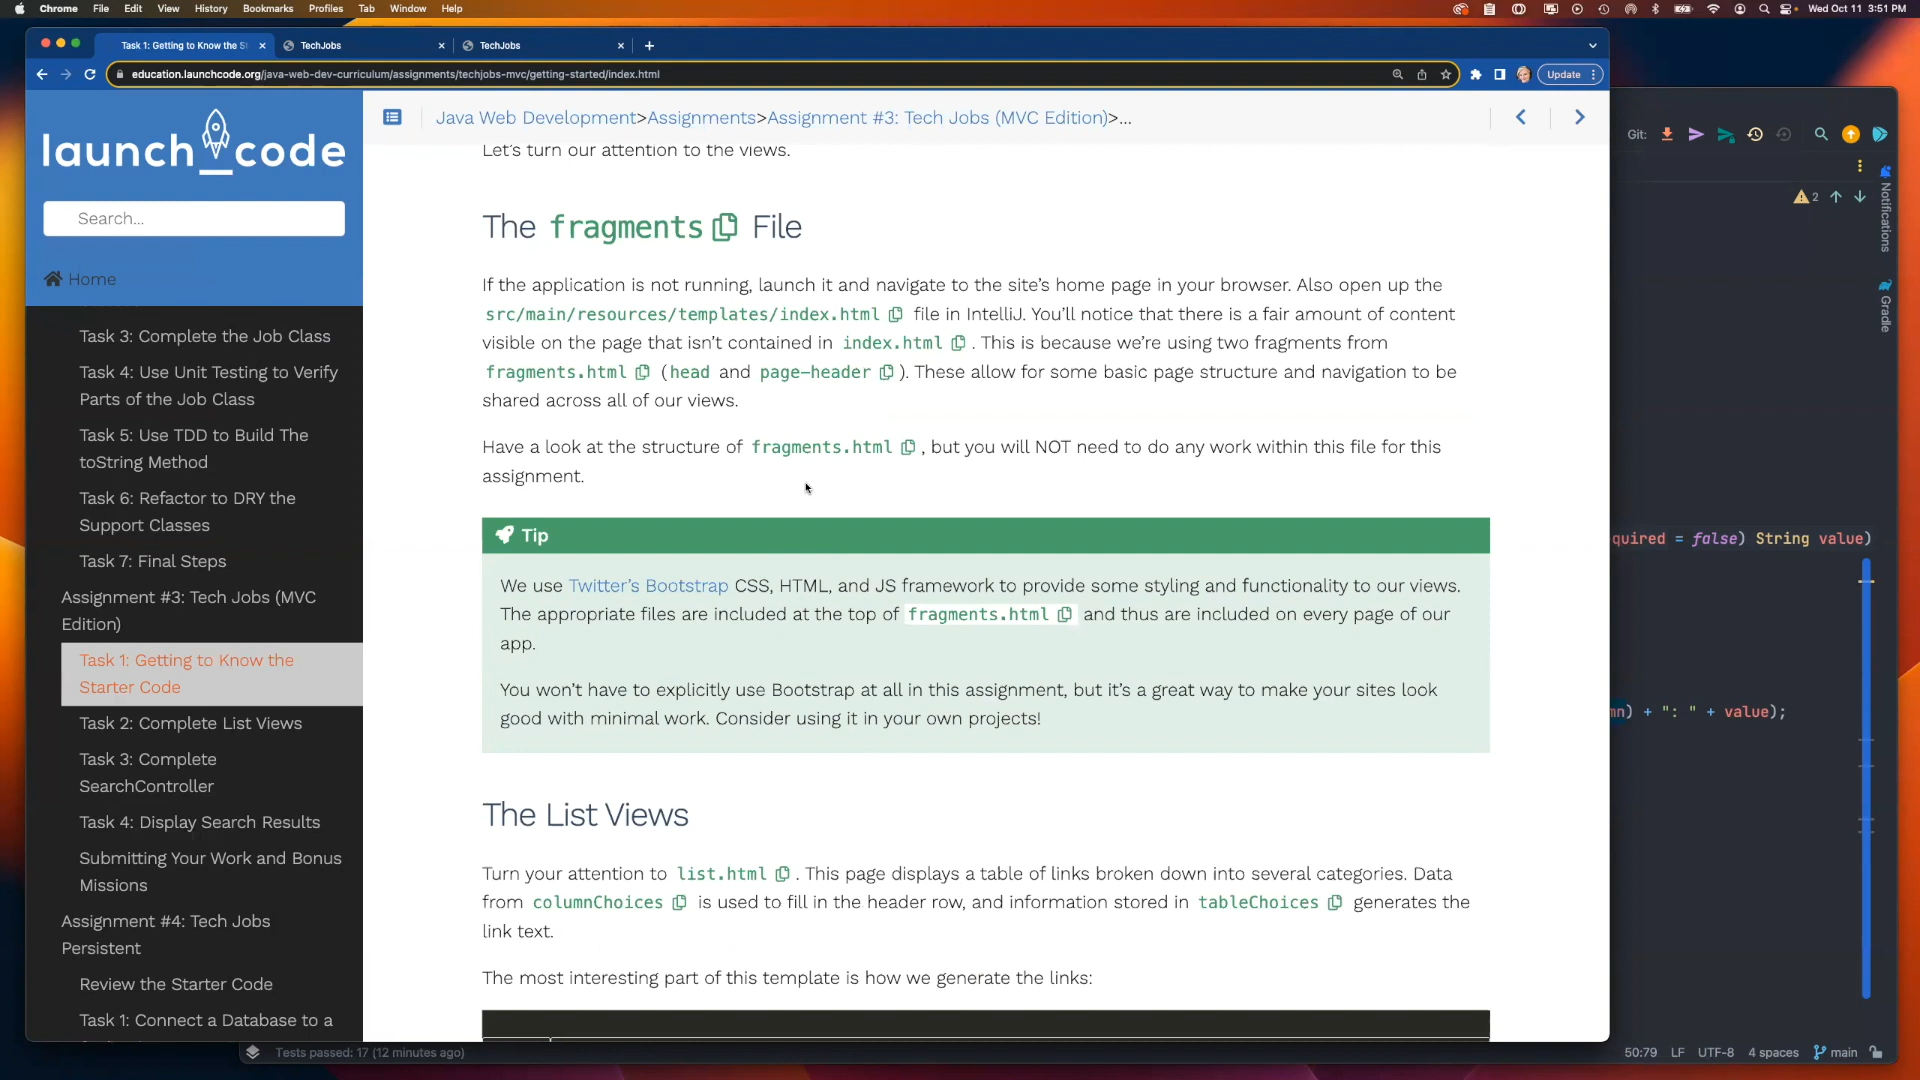 Chrome File Edit View History Bookmarks Profiles Tab Window Help
Wed Oct 11 3:51 PM
Task 1: Getting to Know the S
TechJobs
TechJobs
education.launchcode.org/java-web-dev-curriculum/assignments/techjobs-mvc/getting-started/index.html
Update
launch code
Search...
Home
Task 3: Complete the Job Class
Task 4: Use Unit Testing to Verify
Parts of the Job Class
Task 5: Use TDD to Build The
toString Method
Task 6: Refactor to DRY the
Support Classes
Task 7: Final Steps
Assignment #3: Tech Jobs (MVC
Edition)
Task 1: Getting to Know the
Starter Code
Task 2: Complete List Views
Task 3: Complete
SearchController
Task 4: Display Search Results
Submitting Your Work and Bonus
Missions
Assignment #4: Tech Jobs
Persistent
Review the Starter Code
Task 1: Connect a Database to a
Java Web Development>Assignments>Assignment #3: Tech Jobs (MVC Edition)>...
Let's turn our attention to the views.
The fragments File
If the application is not running, launch it and navigate to the site's home page in your browser. Also open up the
src/main/resources/templates/index.html file in IntelliJ. You'll notice that there is a fair amount of content
visible on the page that isn't contained in index.html . This is because we're using two fragments from
fragments.html (head and page-header ). These allow for some basic page structure and navigation to be
shared across all of our views.
Have a look at the structure of fragments.html , but you will NOT need to do any work within this file for this
assignment.
Tip
We use Twitter's Bootstrap CSS, HTML, and JS framework to provide some styling and functionality to our views.
The appropriate files are included at the top of fragments.html and thus are included on every page of our
app.
You won't have to explicitly use Bootstrap at all in this assignment, but it's a great way to make your sites look
good with minimal work. Consider using it in your own projects!
The List Views
Turn your attention to list.html . This page displays a table of links broken down into several categories. Data
from columnChoices is used to fill in the header row, and information stored in tableChoices generates the
link text.
The most interesting part of this template is how we generate the links:
Git:
2
Notifications
Gradle
quired = false) String value)
mn) + ": " + value);
Tests passed: 17 (12 minutes ago)
50:79 LF UTF-8 4 spaces main